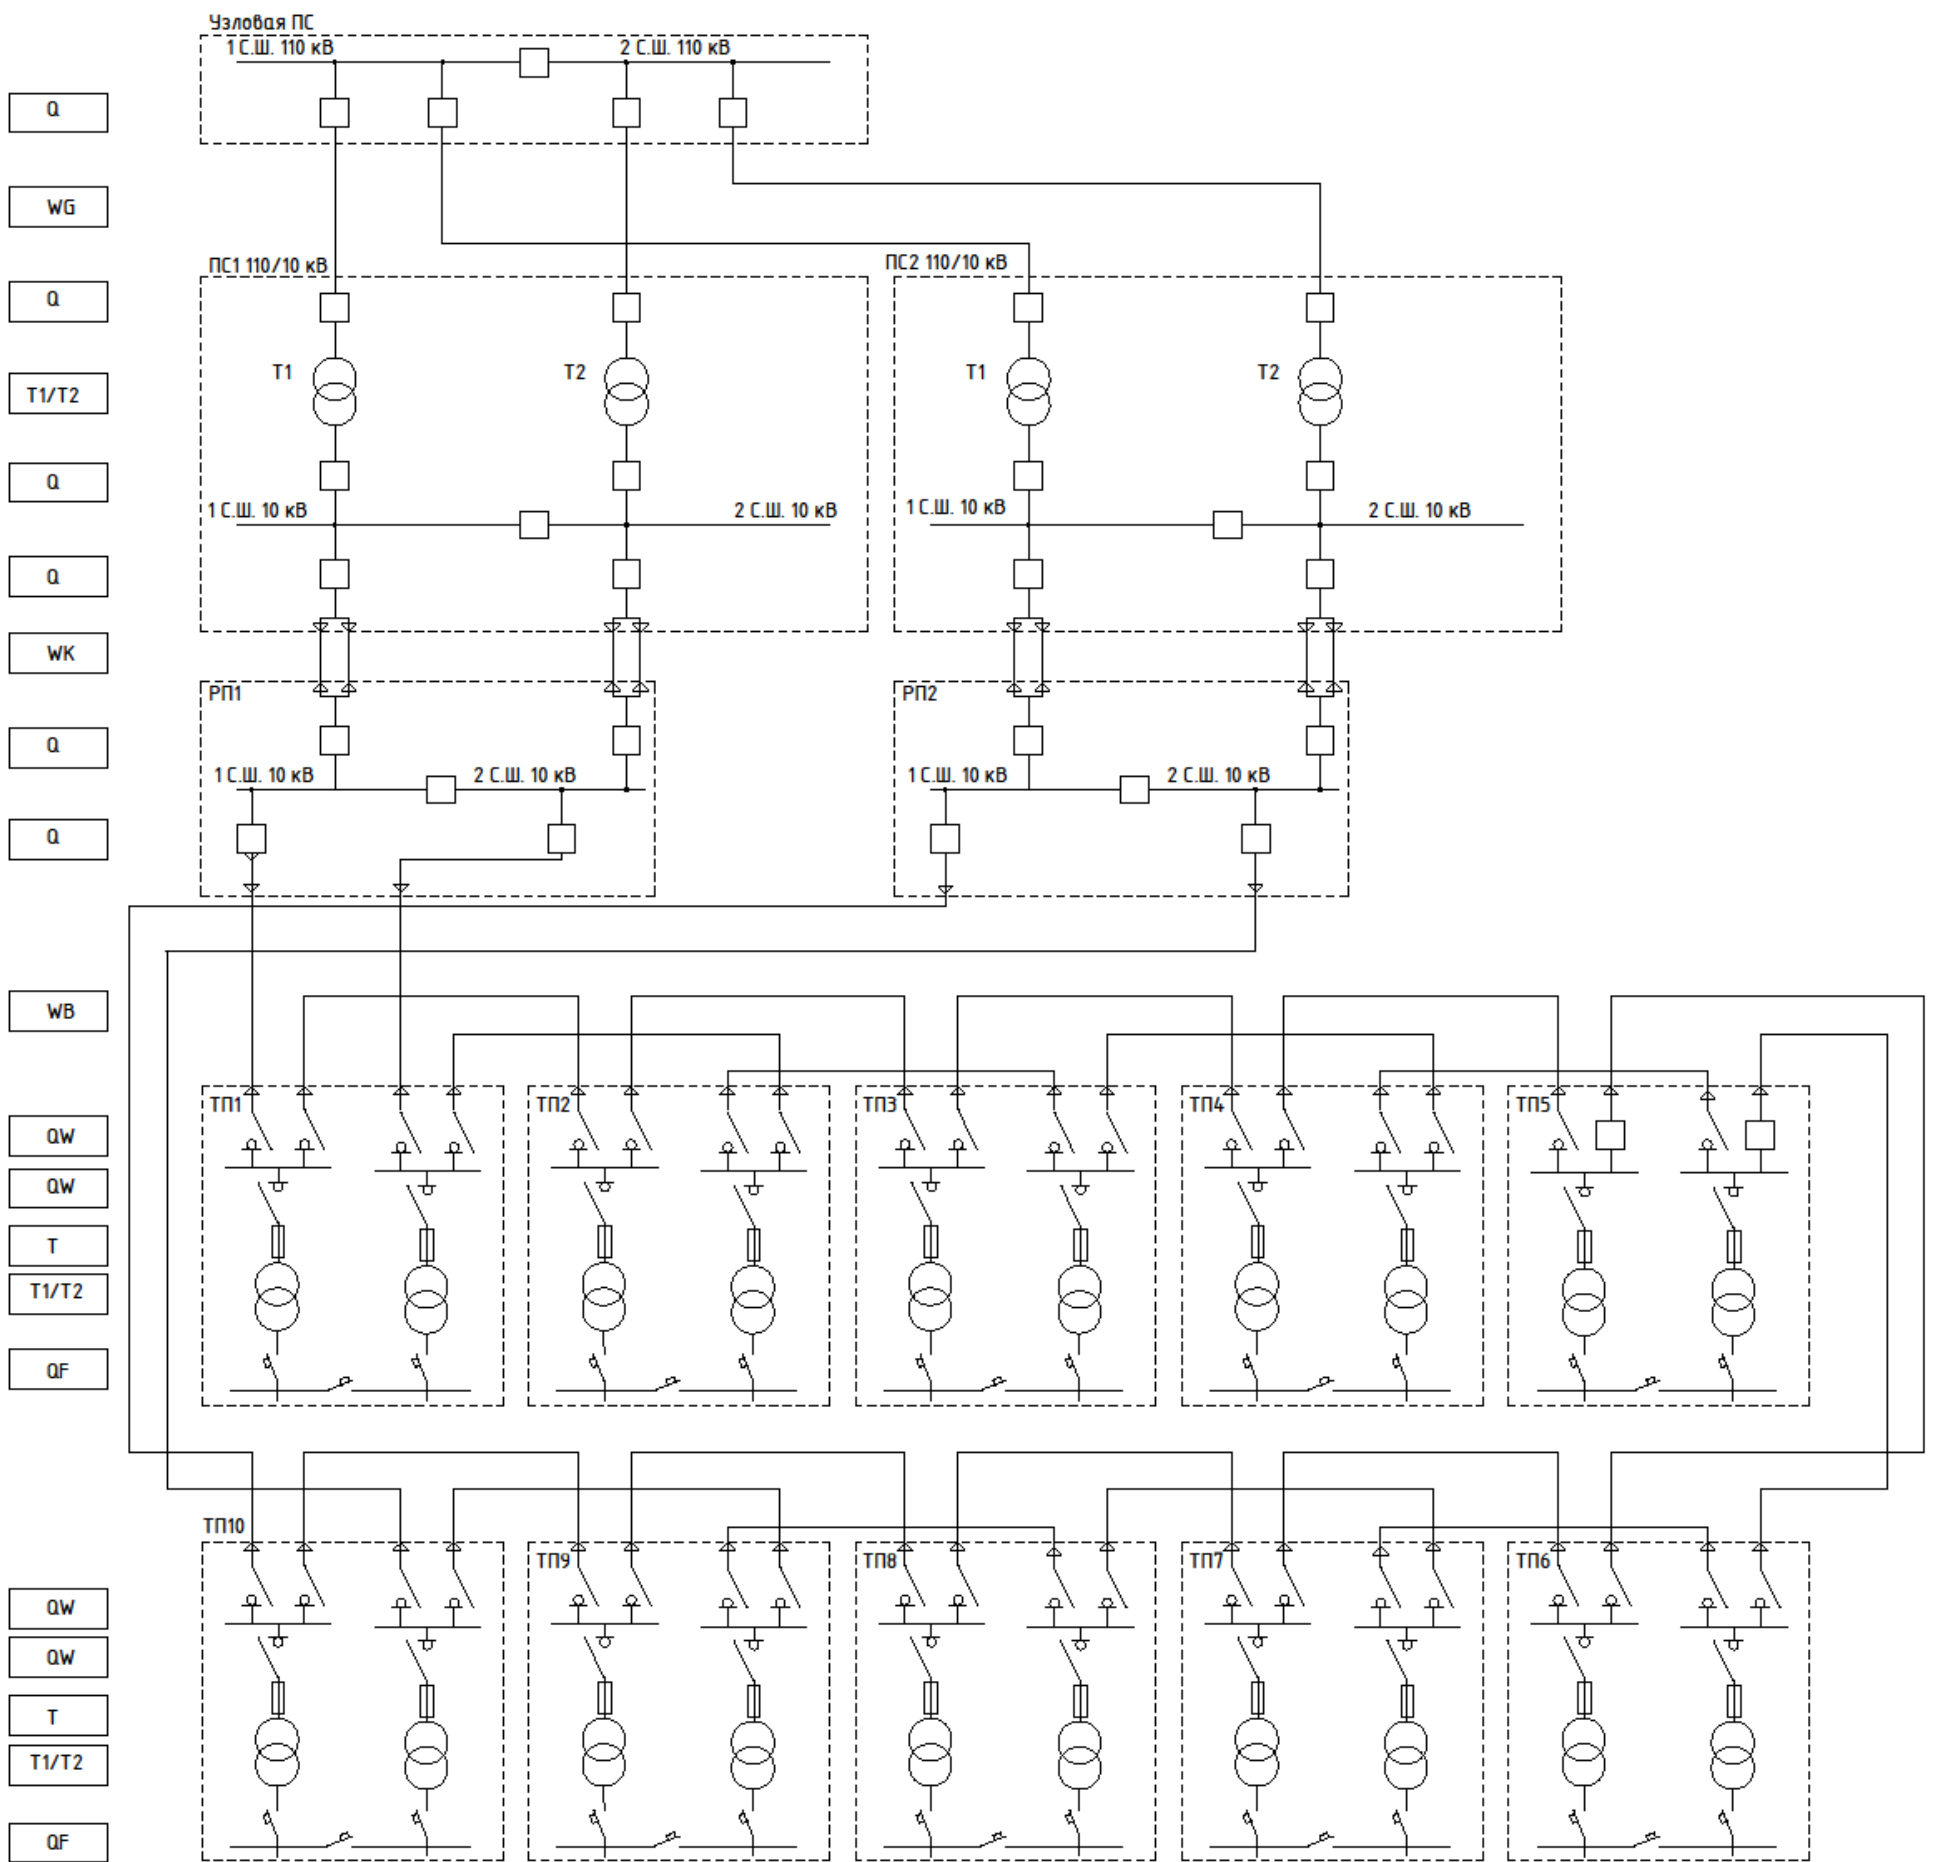 Узловая ПС
1 С.Ш. 110 кВ
2 С.Ш. 110 кВ
Q
WG
ПС1 110/10 кВ
ПС2 110/10 кВ
Q
T1/T2
T1
T2
T1
T2
Q
1 С.Ш. 10 кВ
2 С.Ш. 10 кВ
1 С.Ш. 10 кВ
2 С.Ш. 10 кВ
Q
WK
РП1
РП2
Q
1 С.Ш. 10 кВ
2 С.Ш. 10 кВ
1 С.Ш. 10 кВ
2 С.Ш. 10 кВ
Q
WB
ТП1
ТП2
ТП3
ТП4
ТП5
QW
QW
T
T1/T2
QF
ТП10
ТП9
ТП8
ТП7
ТП6
QW
QW
T
T1/T2
QF